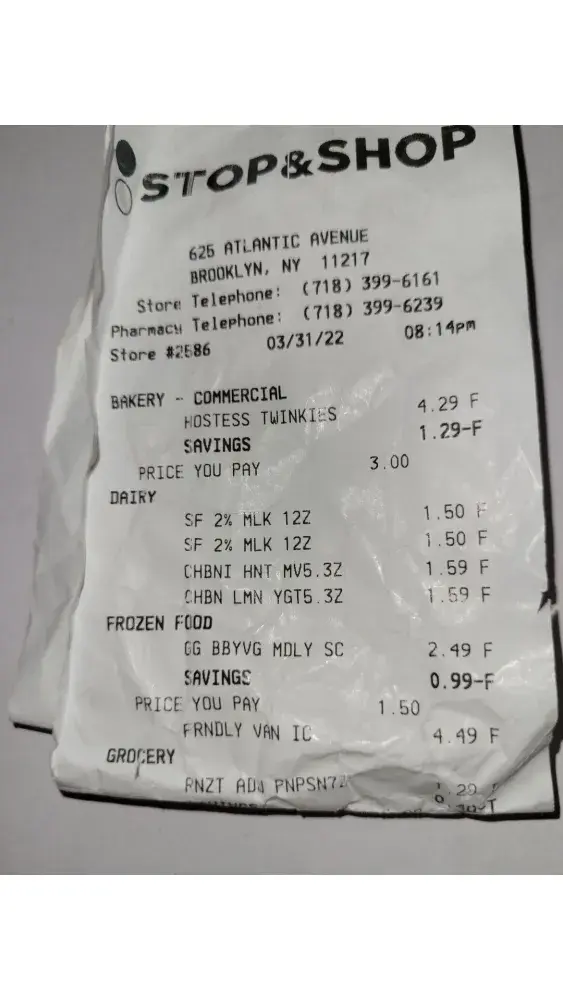 STOP&SHOP
625 ATLANTIC AVENUE
BROOKLYN, NY 11217
Store Telephone: (718) 399-6161
Pharmacy Telephone: (718) 399-6239
Store #2586 03/31/22 08:14pm
BAKERY - COMMERCIAL
HOSTESS TWINKIES 4.29 F
SAVINGS 1.29-F
PRICE YOU PAY 3.00
DAIRY
SF 2% MLK 12Z 1.50 F
SF 2% MLK 12Z 1.50 F
CHBNI HNT MV5.3Z 1.59 F
CHBN LMN YGT5.3Z 1.59 F
FROZEN FOOD
GG BBYVG MDLY SC 2.49 F
SAVINGS 0.99-F
PRICE YOU PAY 1.50
FRNDLY VAN IC 4.49 F
GROCERY
PNZT AD4 1.29